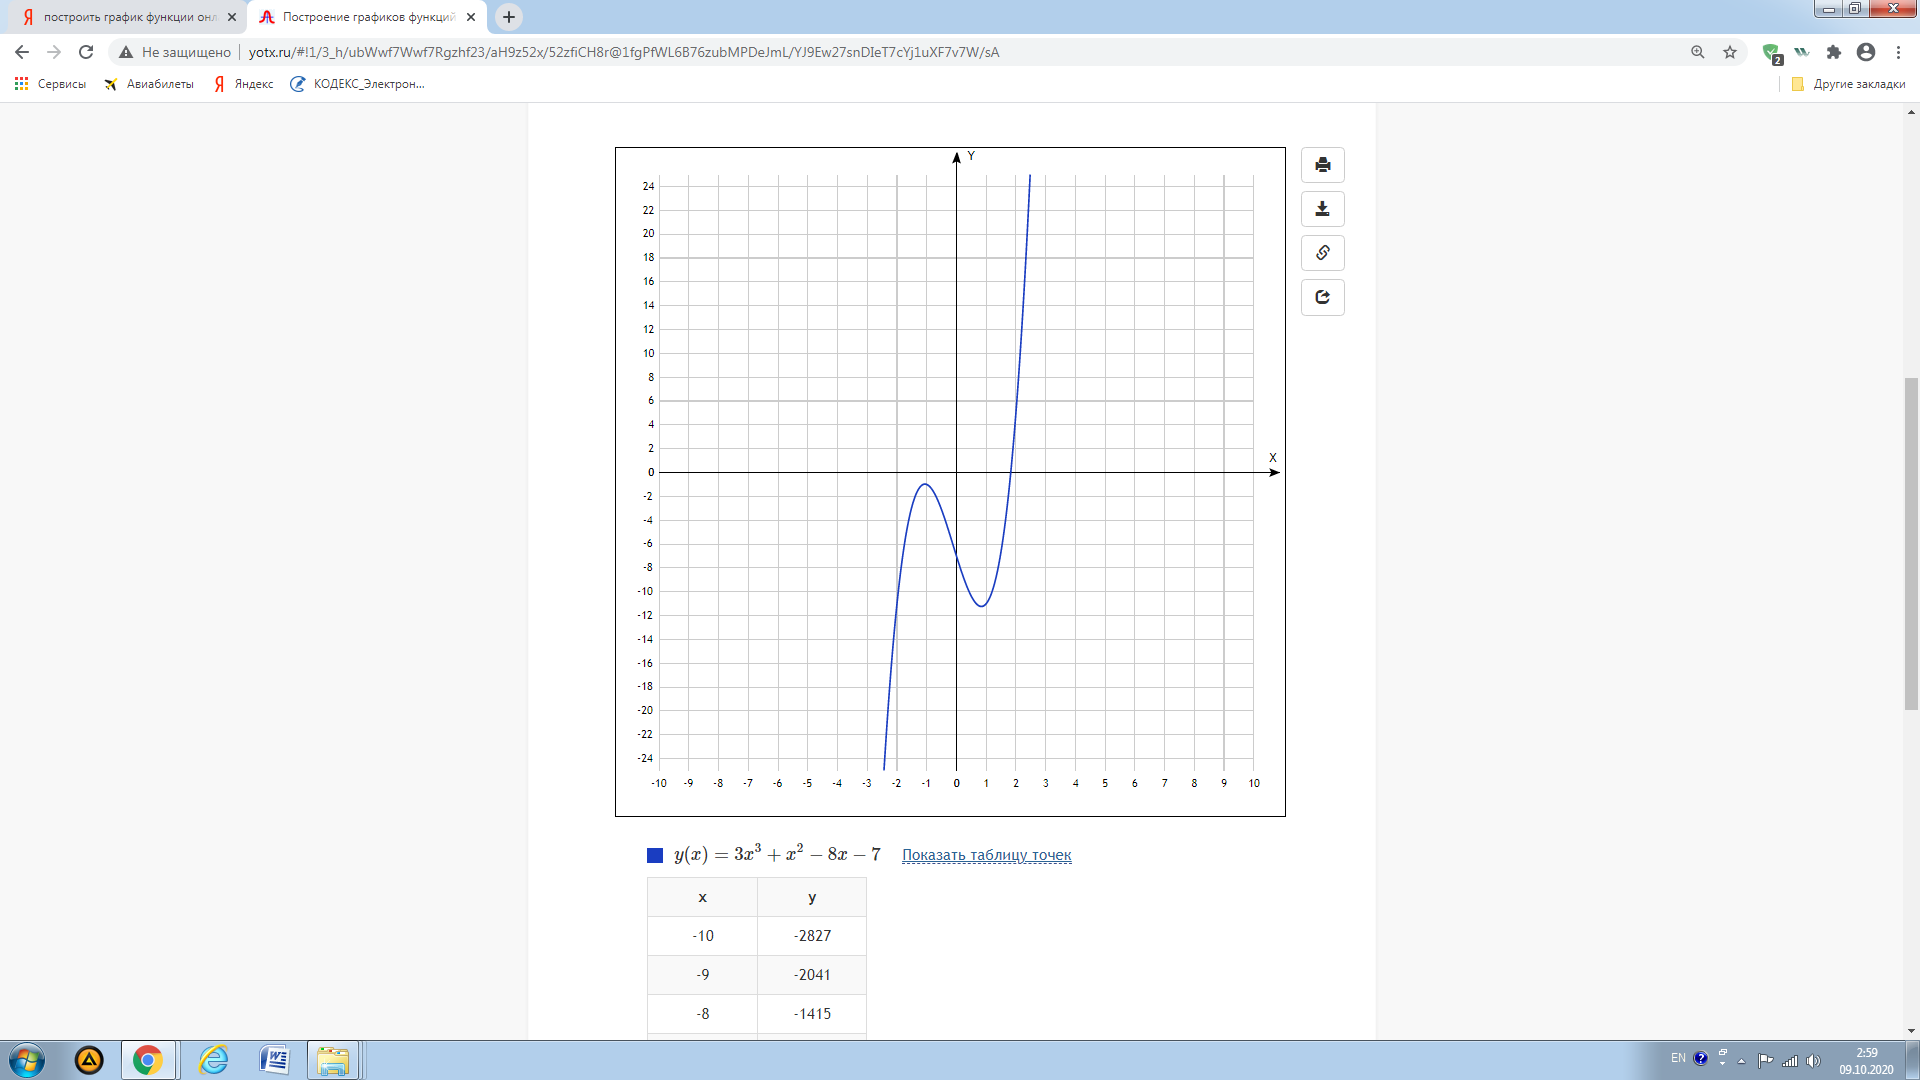 построить график функции онл
Построение графиков функций
Не защищено
yotx.ru/#!1/3_h/ubWwf7Wwf7Rgzhf23/aH9z52x/52zfiCH8r@1fgPfWL6B76zubMPDeJmL/YJ9Ew27snDIeT7cYj1uXF7v7W/sA
2
Сервисы
Авиабилеты
Яндекс
КОДЕКС_Электрон...
Другие закладки
Y
24
22
20
18
16
14
12
10
8
6
4
2
0
X
-2
-4
-6
-8
-10
-12
-14
-16
-18
-20
-22
-24
-10 -9 -8 -7 -6 -5 -4 -3 -2 -1 0 1 2 3 4 5 6 7 8 9 10
y(x) = 3x³ + x² − 8x − 7 Показать таблицу точек
x y
-10 -2827
-9 -2041
-8 -1415
EN
2:59
09.10.2020